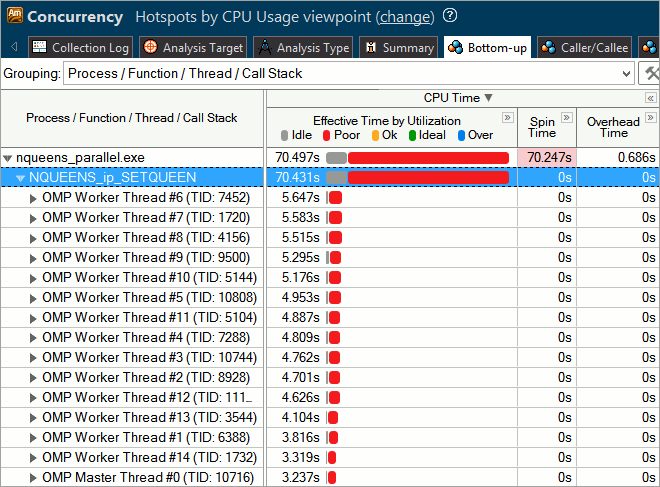 Am Concurrency Hotspots by CPU Usage viewpoint (change) ?
Collection Log Analysis Target Analysis Type Summary Bottom-up Caller/Callee
Grouping: Process / Function / Thread / Call Stack
Process / Function / Thread / Call Stack
CPU Time ▼ «
Effective Time by Utilization »
Idle Poor Ok Ideal Over
Spin Time »
Overhead Time »
nqueens_parallel.exe 70.497s 70.247s 0.686s
NQUEENS_ip_SETQUEEN 70.431s 0s 0s
OMP Worker Thread #6 (TID: 7452) 5.647s 0s 0s
OMP Worker Thread #7 (TID: 1720) 5.583s 0s 0s
OMP Worker Thread #8 (TID: 4156) 5.515s 0s 0s
OMP Worker Thread #9 (TID: 9500) 5.295s 0s 0s
OMP Worker Thread #10 (TID: 5144) 5.176s 0s 0s
OMP Worker Thread #5 (TID: 10808) 4.953s 0s 0s
OMP Worker Thread #11 (TID: 5104) 4.887s 0s 0s
OMP Worker Thread #4 (TID: 7288) 4.809s 0s 0s
OMP Worker Thread #3 (TID: 10744) 4.762s 0s 0s
OMP Worker Thread #2 (TID: 8928) 4.701s 0s 0s
OMP Worker Thread #12 (TID: 111... 4.626s 0s 0s
OMP Worker Thread #13 (TID: 3544) 4.104s 0s 0s
OMP Worker Thread #1 (TID: 6388) 3.816s 0s 0s
OMP Worker Thread #14 (TID: 1732) 3.319s 0s 0s
OMP Master Thread #0 (TID: 10716) 3.237s 0s 0s